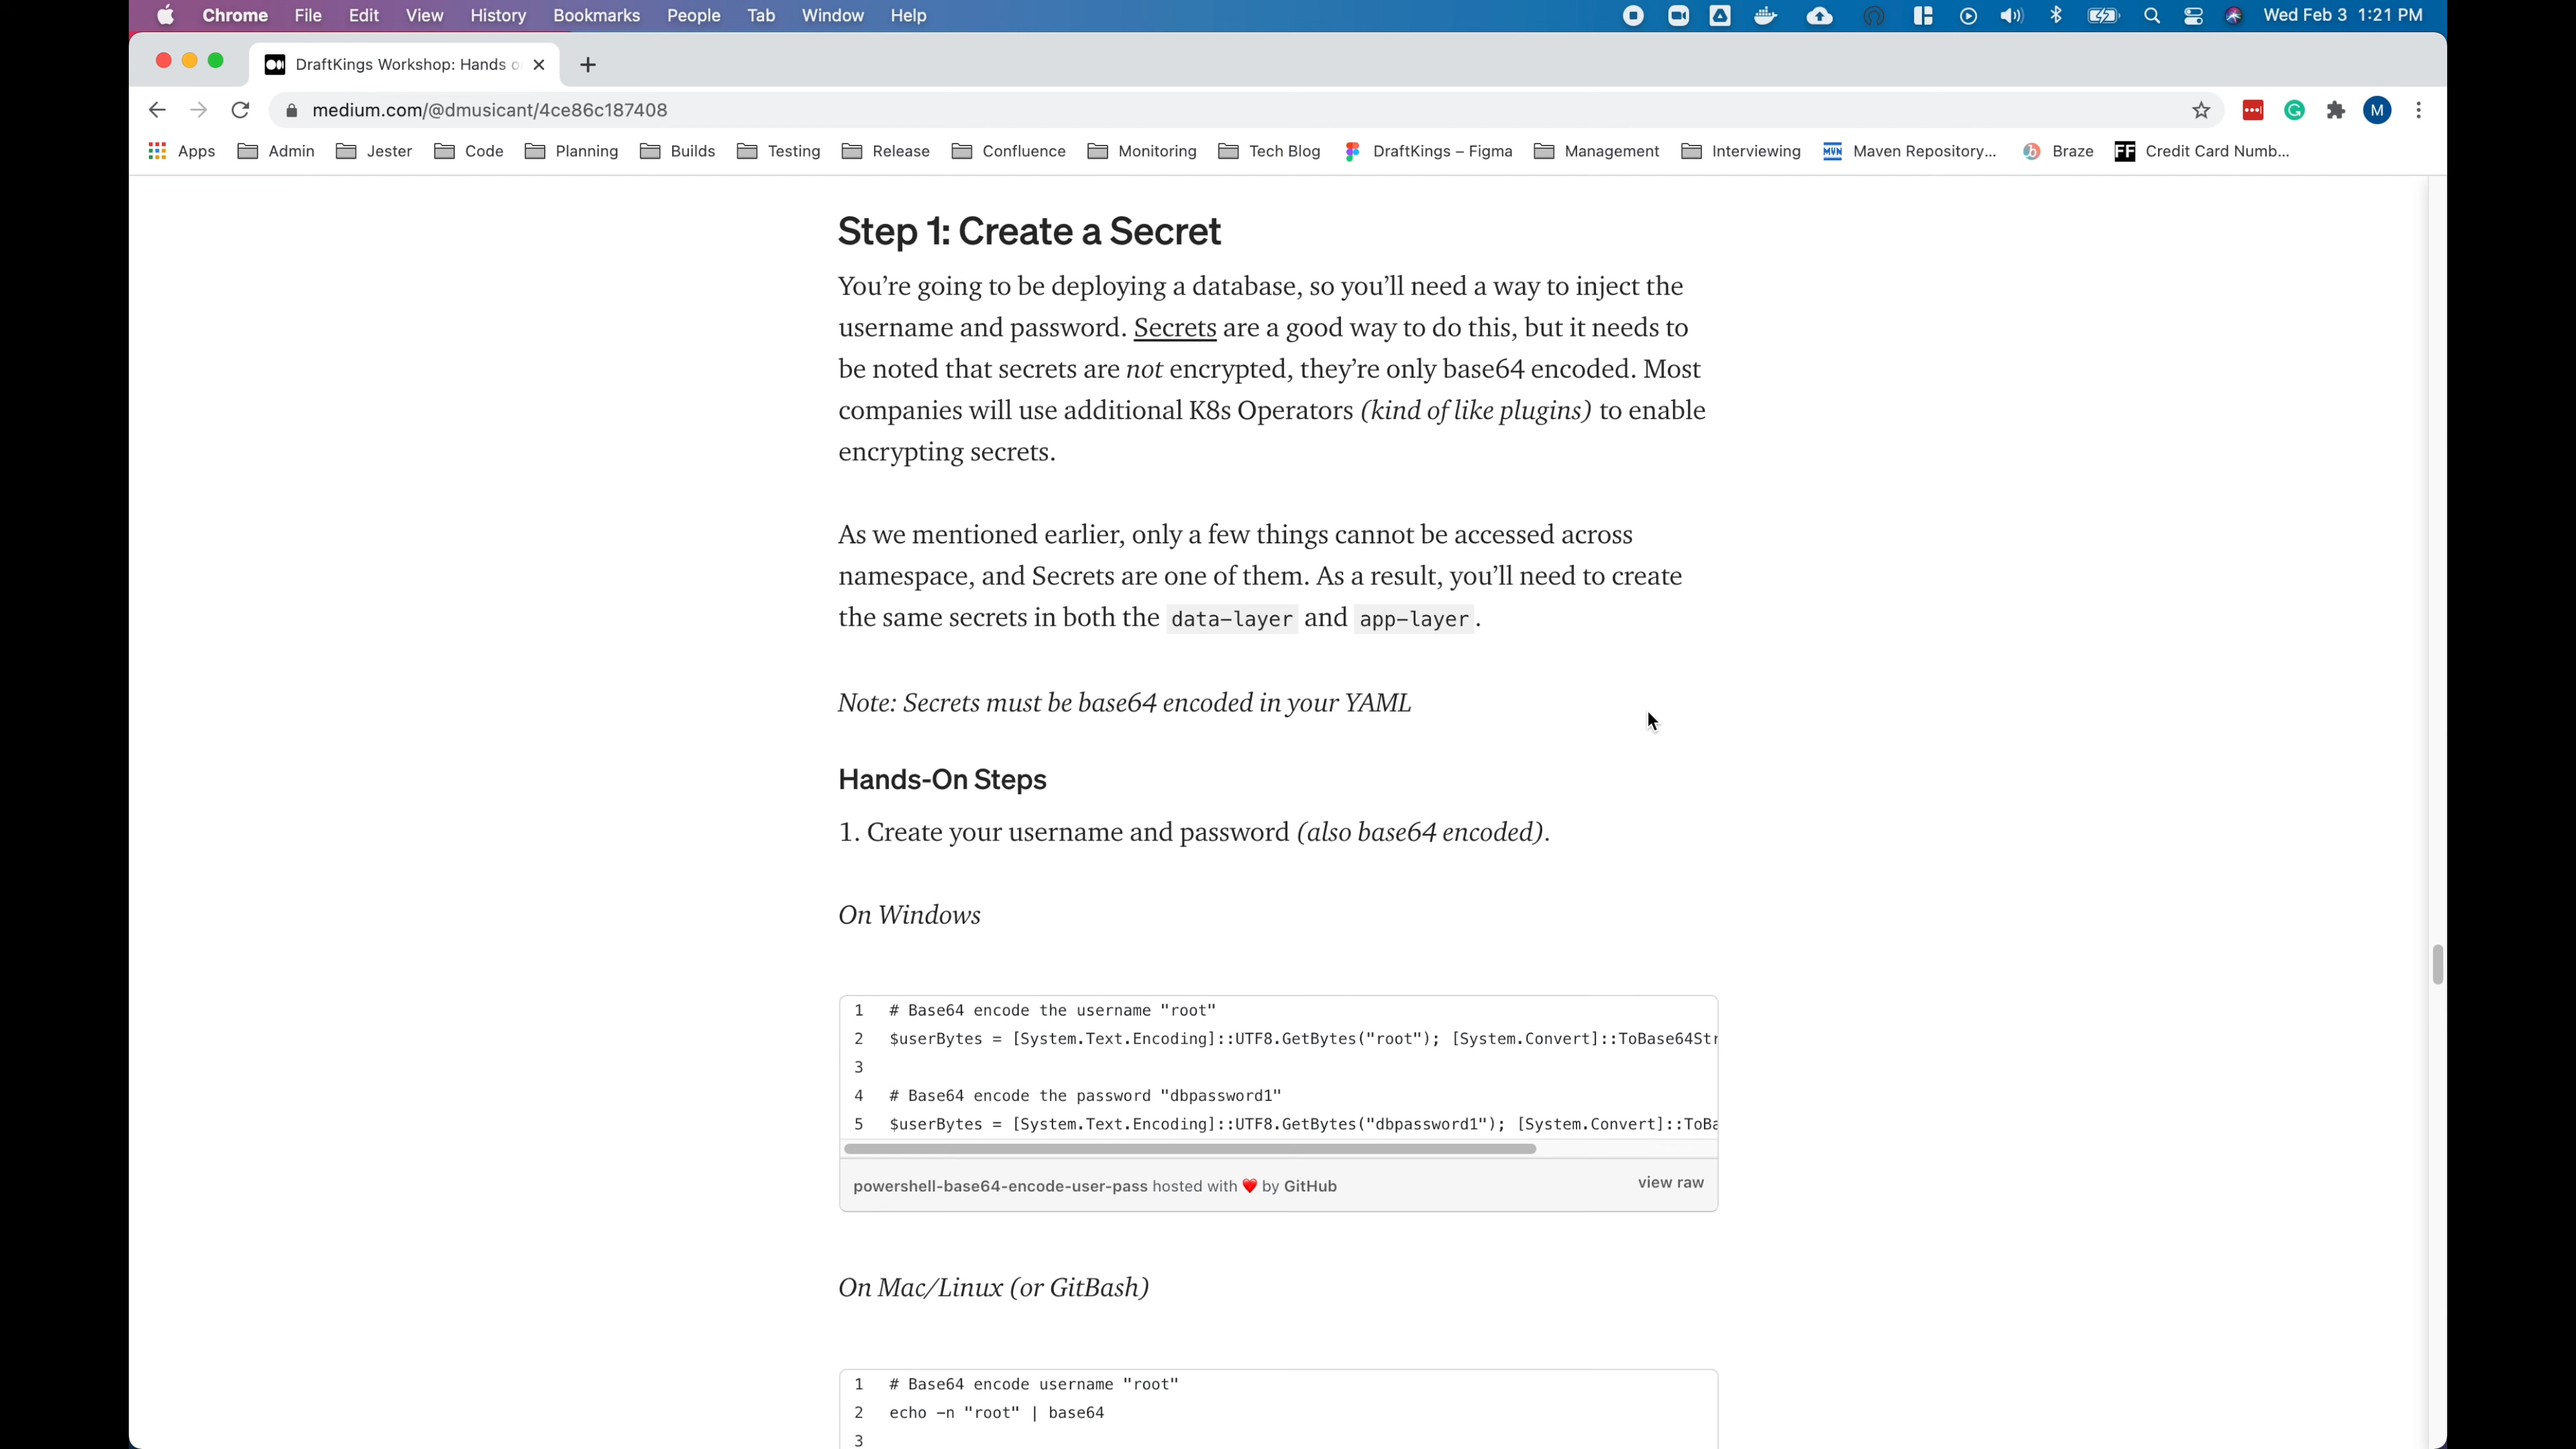 Chrome File Edit View History Bookmarks People Tab Window Help Wed Feb 3 1:21 PM
DraftKings Workshop: Hands o
medium.com/@dmusicant/4ce86c187408 M
Apps Admin Jester Code Planning Builds Testing Release Confluence Monitoring Tech Blog DraftKings – Figma Management Interviewing MVN Maven Repository... b Braze FF Credit Card Numb...
Step 1: Create a Secret
You’re going to be deploying a database, so you’ll need a way to inject the
username and password. Secrets are a good way to do this, but it needs to
be noted that secrets are not encrypted, they’re only base64 encoded. Most
companies will use additional K8s Operators (kind of like plugins) to enable
encrypting secrets.
As we mentioned earlier, only a few things cannot be accessed across
namespace, and Secrets are one of them. As a result, you’ll need to create
the same secrets in both the data-layer and app-layer.
Note: Secrets must be base64 encoded in your YAML
Hands-On Steps
1. Create your username and password (also base64 encoded).
On Windows
1 # Base64 encode the username "root"
2 $userBytes = [System.Text.Encoding]::UTF8.GetBytes("root"); [System.Convert]::ToBase64Str
3
4 # Base64 encode the password "dbpassword1"
5 $userBytes = [System.Text.Encoding]::UTF8.GetBytes("dbpassword1"); [System.Convert]::ToBa
powershell-base64-encode-user-pass hosted with ❤ by GitHub view raw
On Mac/Linux (or GitBash)
1 # Base64 encode username "root"
2 echo -n "root" | base64
3